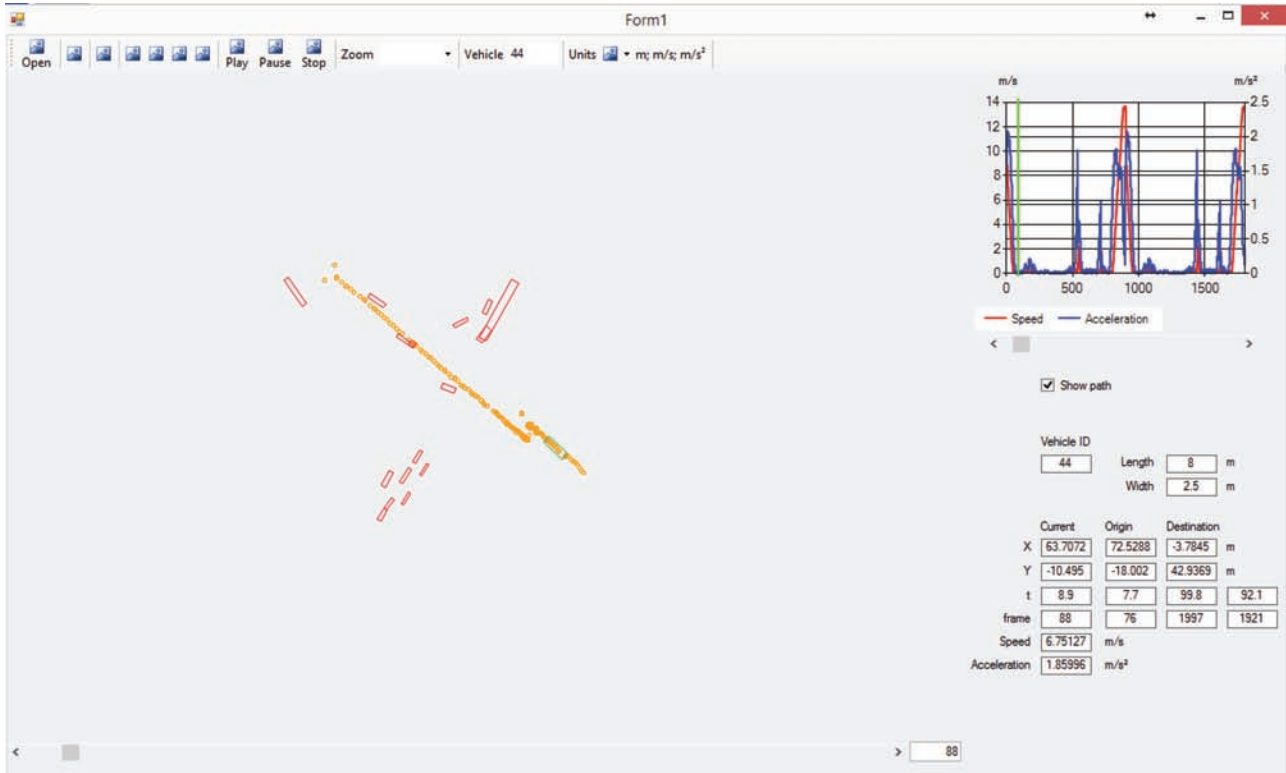 Form1
Open Play Pause Stop Zoom Vehicle 44 Units m; m/s; m/s²
m/s m/s²
14 2.5
12
2
10
1.5
8
6
1
4
0.5
2
0 0
0 500 1000 1500
Speed Acceleration
Show path
Vehicle ID
44 Length 8 m
Width 2.5 m
Current Origin Destination
X 63.7072 72.5288 -3.7845 m
Y -10.495 -18.002 42.9369 m
t 8.9 7.7 99.8 92.1
frame 88 76 1997 1921
Speed 6.75127 m/s
Acceleration 1.85996 m/s²
88